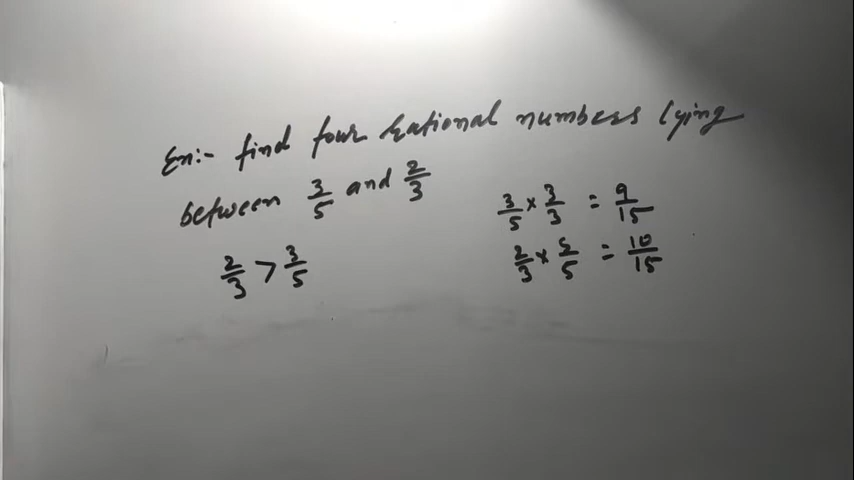 Ex:- find four rational numbers lying
between 3/5 and 2/3
2/3 > 3/5
3/5 × 3/3 = 9/15
2/3 × 5/5 = 10/15